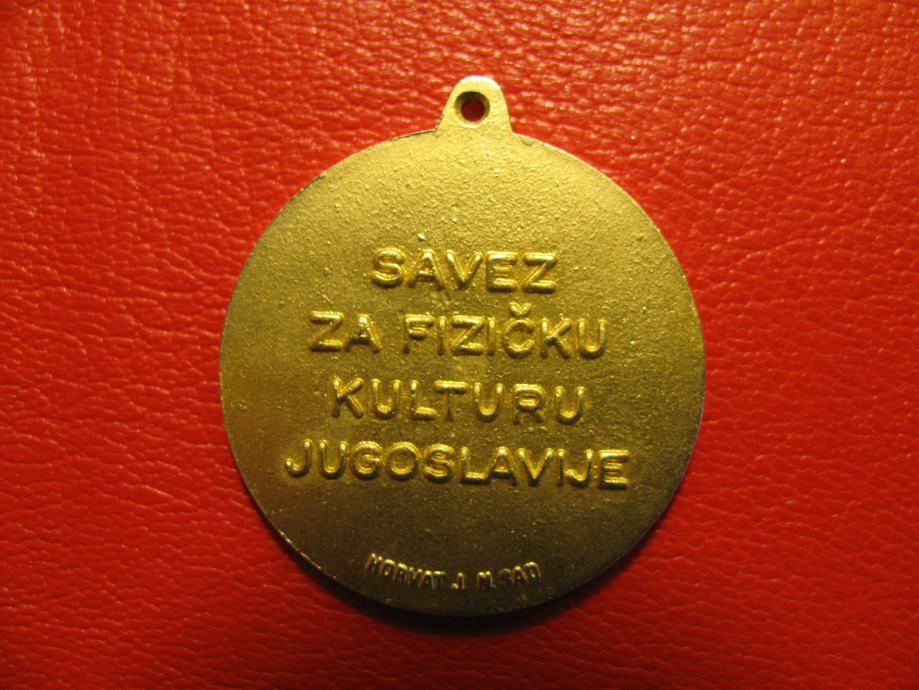 SAVEZ
ZA FIZIČKU
KULTURU
JUGOSLAVIJE
HORVAT J. N. SAD